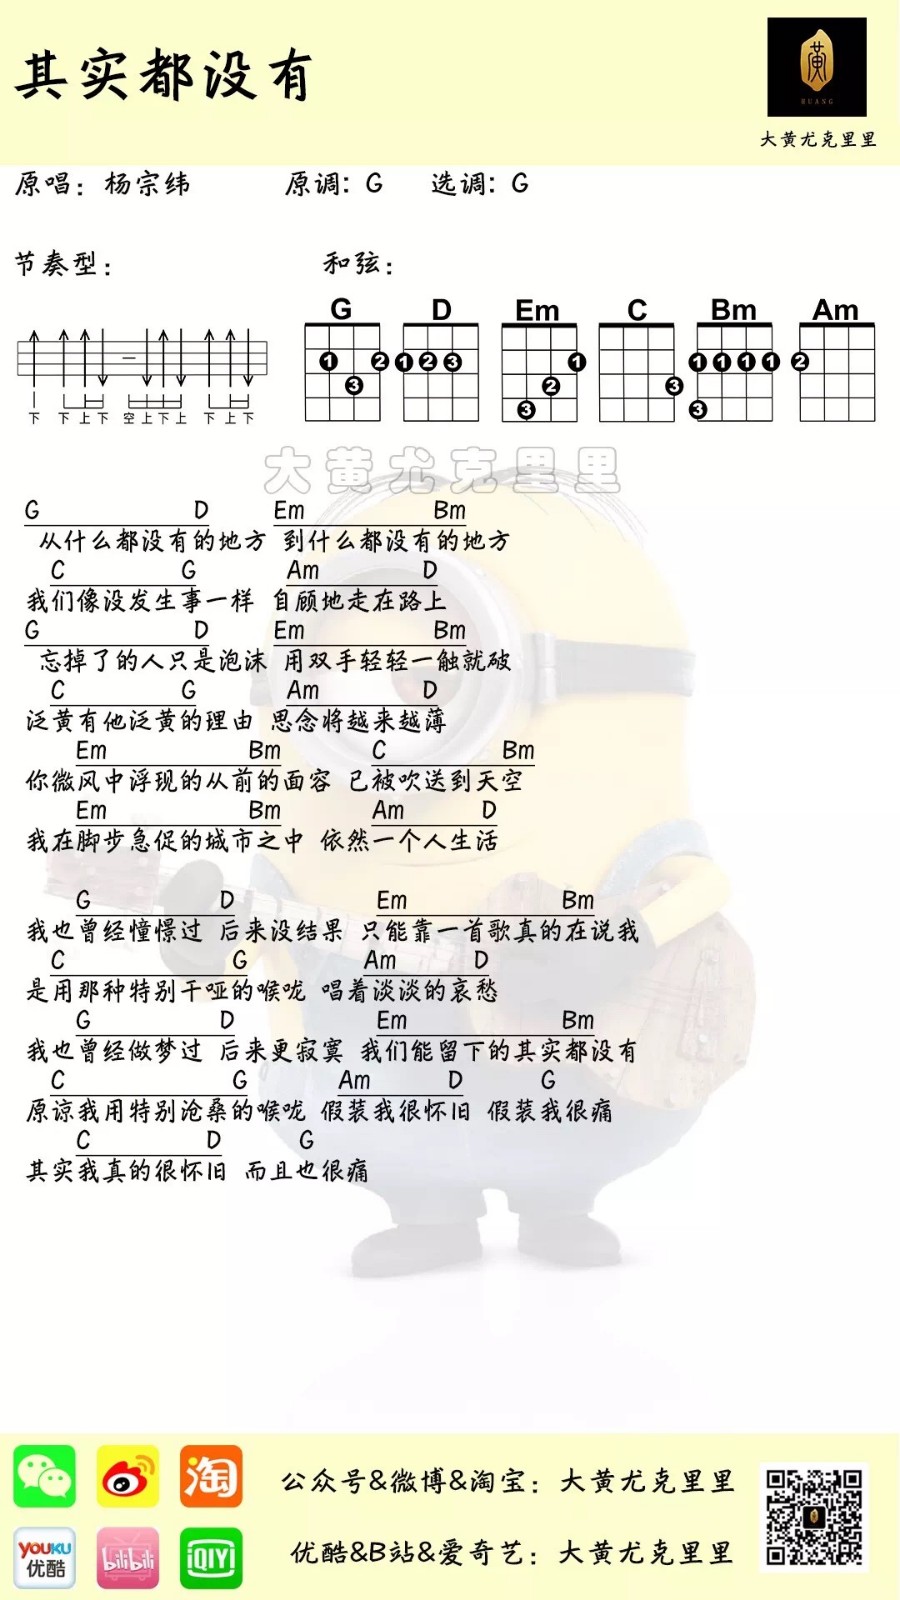 其实都没有
黄
HUANG
大黄尤克里里
原唱：杨宗纬 原调：G 选调：G
节奏型： 和弦：
G D Em C Bm Am
1 2 3 1 2 3 1 2 3 3 1 1 1 1 3 2
下 下 上 下 空 上 下 上 下 上 下
大黄尤克里里
G D Em Bm
从什么都没有的地方 到什么都没有的地方
C G Am D
我们像没发生事一样 自顾地走在路上
G D Em Bm
忘掉了的人只是泡沫 用双手轻轻一触就破
C G Am D
泛黄有他泛黄的理由 思念将越来越薄
Em Bm C Bm
你微风中浮现的从前的面容 已被吹送到天空
Em Bm Am D
我在脚步急促的城市之中 依然一个人生活
G D Em Bm
我也曾经憧憬过 后来没结果 只能靠一首歌真的在说我
C G Am D
是用那种特别干哑的喉咙 唱着淡淡的哀愁
G D Em Bm
我也曾经做梦过 后来更寂寞 我们能留下的其实都没有
C G Am D G
原谅我用特别沧桑的喉咙 假装我很怀旧 假装我很痛
C D G
其实我真的很怀旧 而且也很痛
淘
公众号&微博&淘宝：大黄尤克里里
YOUKU
优酷
bilibili
iQIYI
优酷&B站&爱奇艺：大黄尤克里里